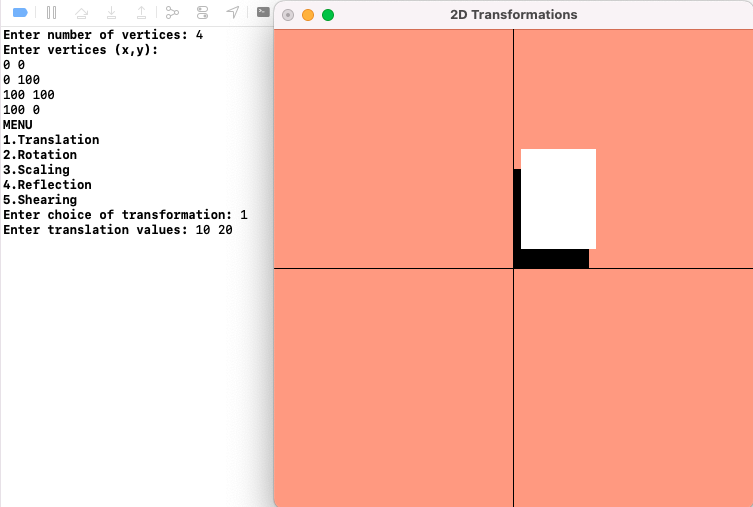 2D Transformations
Enter number of vertices: 4
Enter vertices (x,y):
0 0
0 100
100 100
100 0
MENU
1.Translation
2.Rotation
3.Scaling
4.Reflection
5.Shearing
Enter choice of transformation: 1
Enter translation values: 10 20